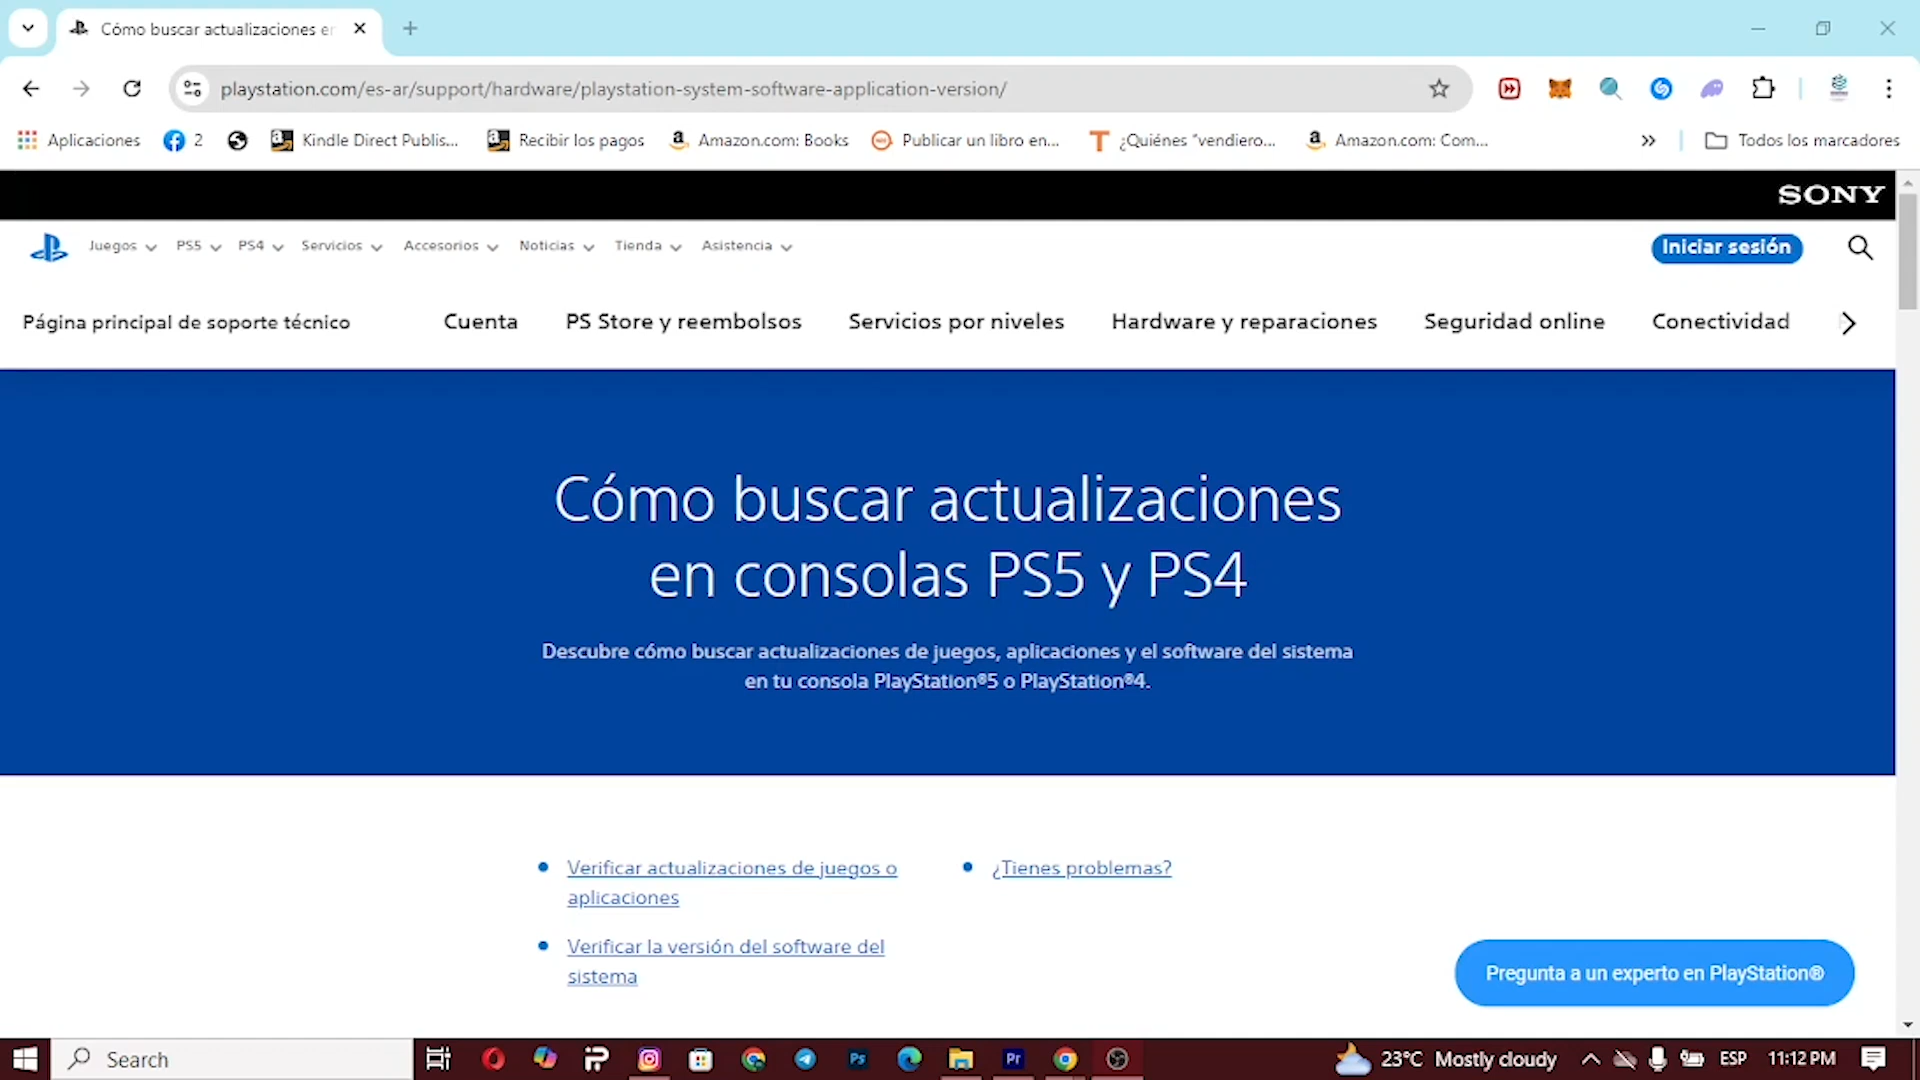 Cómo buscar actualizaciones er
playstation.com/es-ar/support/hardware/playstation-system-software-application-version/
Aplicaciones 2 Kindle Direct Publis... Recibir los pagos Amazon.com: Books Publicar un libro en... ¿Quiénes "vendiero... Amazon.com: Com... Todos los marcadores
SONY
Juegos PS5 PS4 Servicios Accesorios Noticias Tienda Asistencia Iniciar sesión
Página principal de soporte técnico Cuenta PS Store y reembolsos Servicios por niveles Hardware y reparaciones Seguridad online Conectividad
Cómo buscar actualizaciones
en consolas PS5 y PS4
Descubre cómo buscar actualizaciones de juegos, aplicaciones y el software del sistema
en tu consola PlayStation®5 o PlayStation®4.
Verificar actualizaciones de juegos o
aplicaciones
Verificar la versión del software del
sistema
¿Tienes problemas?
Pregunta a un experto en PlayStation®
Search Ps Pr 23°C Mostly cloudy ESP 11:12 PM